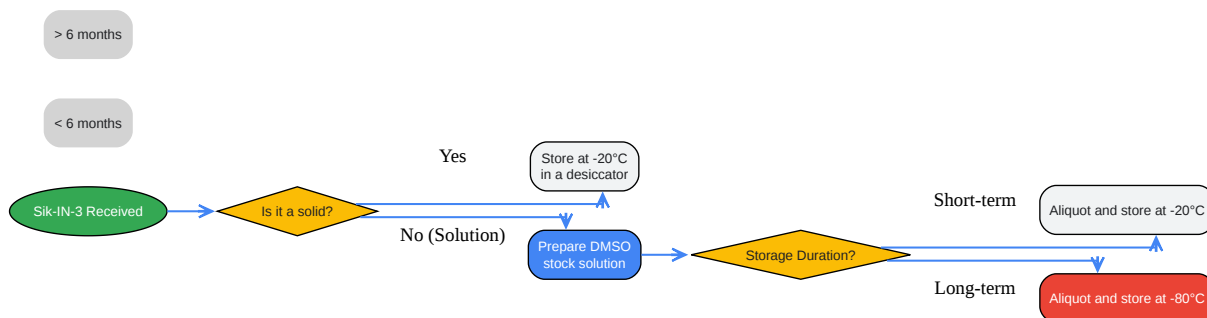 > 6 months
< 6 months
Sik-IN-3 Received
Is it a solid?
Yes
No (Solution)
Store at -20°C
in a desiccator
Prepare DMSO
stock solution
Storage Duration?
Short-term
Long-term
Aliquot and store at -20°C
Aliquot and store at -80°C